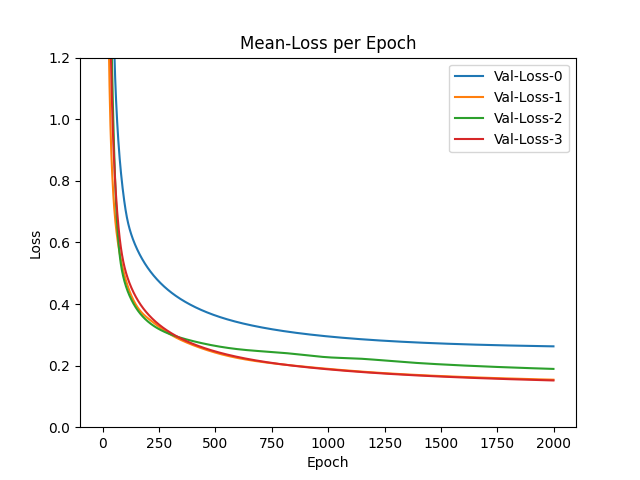 Mean-Loss per Epoch
1.2
1.0
0.8
0.6
0.4
0.2
0.0
Loss
Val-Loss-0
Val-Loss-1
Val-Loss-2
Val-Loss-3
0 250 500 750 1000 1250 1500 1750 2000
Epoch